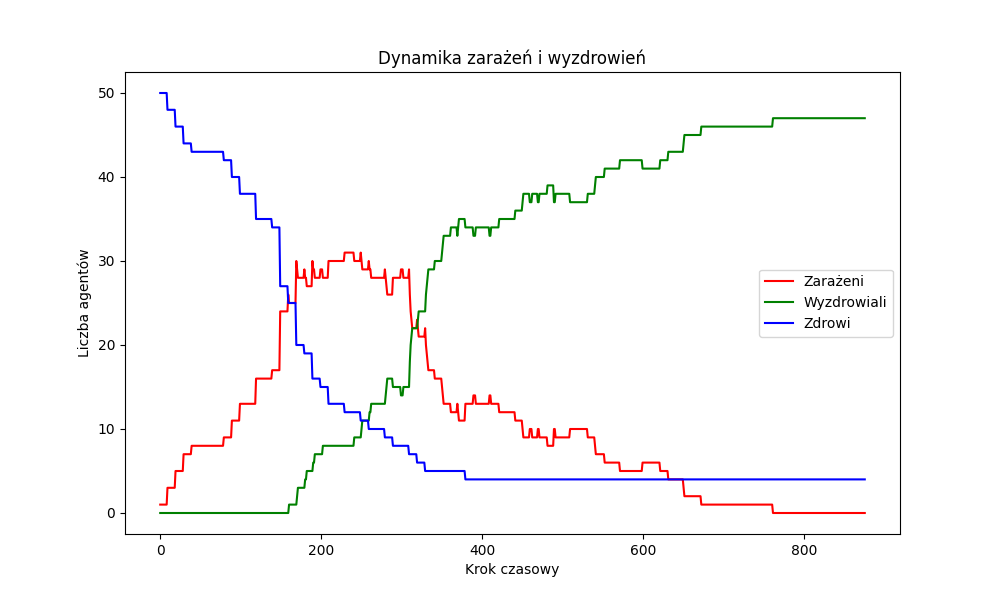 Dynamika zarażeń i wyzdrowień
Liczba agentów
50
40
30
20
10
0
Zarażeni
Wyzdrowiali
Zdrowi
0 200 400 600 800
Krok czasowy